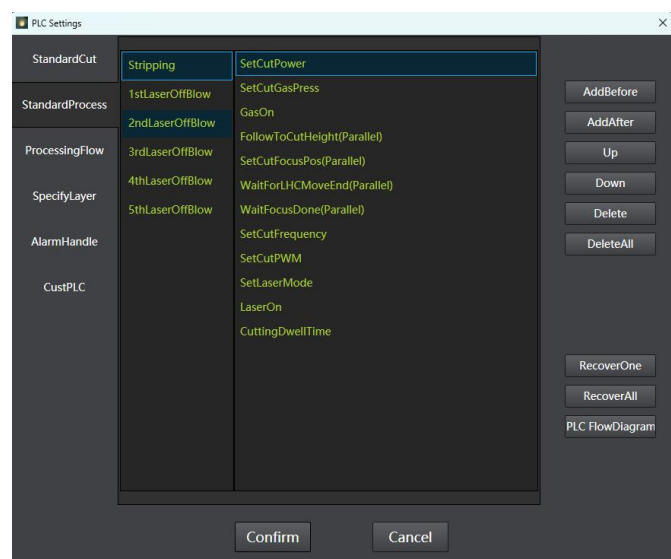 PLC Settings
StandardCut
StandardProcess
ProcessingFlow
SpecifyLayer
AlarmHandle
CustPLC
Stripping
1stLaserOffBlow
2ndLaserOffBlow
3rdLaserOffBlow
4thLaserOffBlow
5thLaserOffBlow
SetCutPower
SetCutGasPress
GasOn
FollowToCutHeight(Parallel)
SetCutFocusPos(Parallel)
WaitForLHCMoveEnd(Parallel)
WaitFocusDone(Parallel)
SetCutFrequency
SetCutPWM
SetLaserMode
LaserOn
CuttingDwellTime
AddBefore
AddAfter
Up
Down
Delete
DeleteAll
RecoverOne
RecoverAll
PLC FlowDiagram
Confirm
Cancel